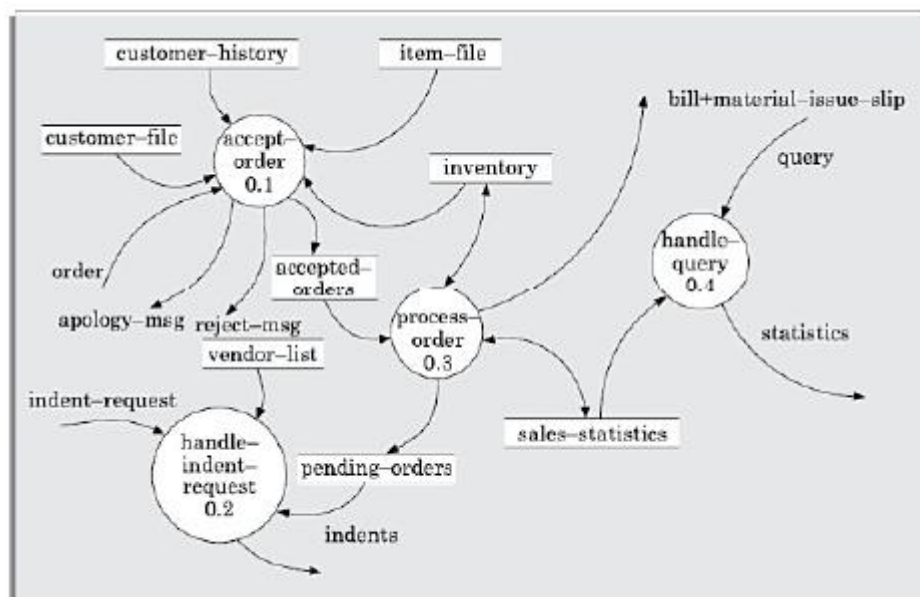 customer–history
item–file
bill+material–issue–slip
customer–file
accept–
order
0.1
inventory
query
handle–
query
0.4
order
accepted–
orders
apology–msg
reject–msg
process–
order
0.3
statistics
vendor–list
indent–request
sales–statistics
handle–
indent–
request
0.2
pending–orders
indents